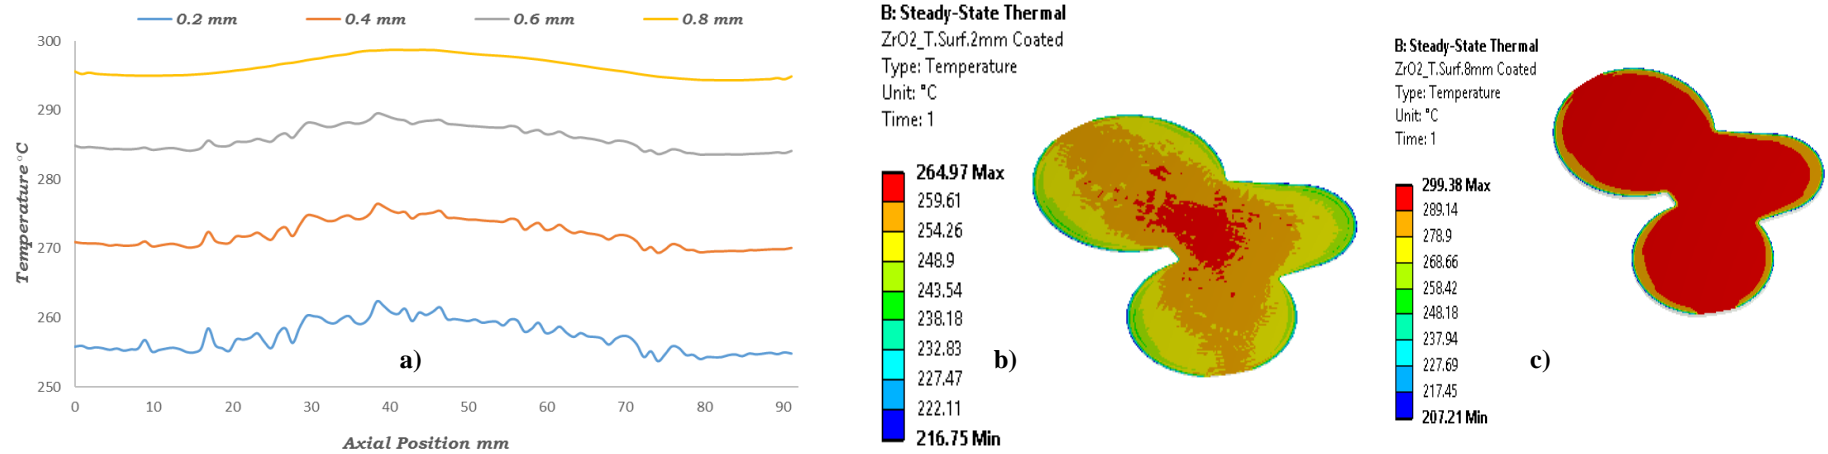 0.2 mm 0.4 mm 0.6 mm 0.8 mm
300
290
280
270
260
250
Temperature °C
0 10 20 30 40 50 60 70 80 90
Axial Position mm
a)
B: Steady-State Thermal
ZrO2_T.Surf.2mm Coated
Type: Temperature
Unit: °C
Time: 1
264.97 Max
259.61
254.26
248.9
243.54
238.18
232.83
227.47
222.11
216.75 Min
b)
B: Steady-State Thermal
ZrO2_T.Surf.8mm Coated
Type: Temperature
Unit: °C
Time: 1
299.38 Max
289.14
278.9
268.66
258.42
248.18
237.94
227.69
217.45
207.21 Min
c)